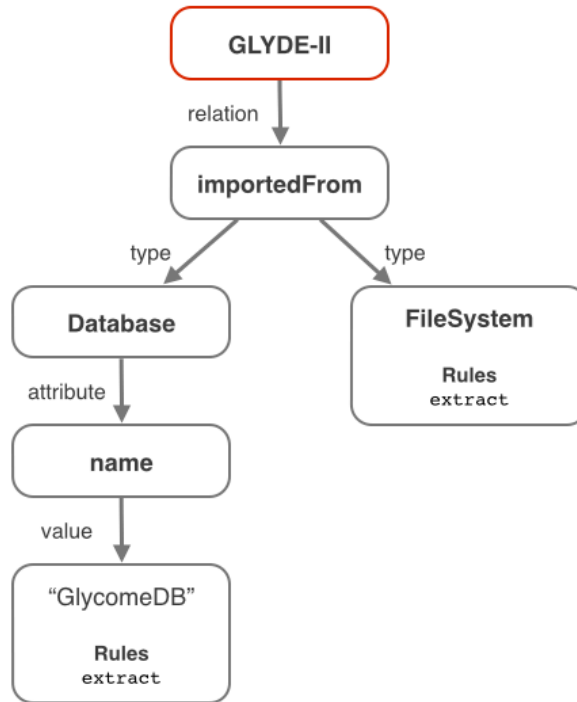 GLYDE-II
relation
importedFrom
type
type
Database
FileSystem
Rules
extract
attribute
name
value
“GlycomeDB”
Rules
extract